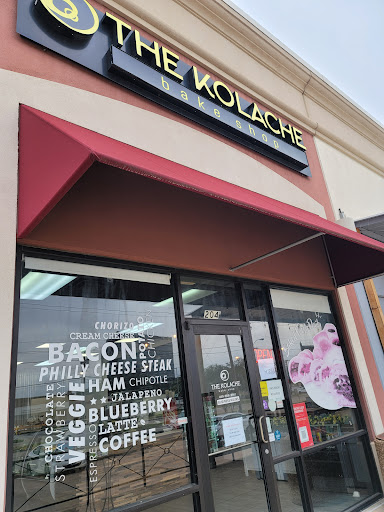 THE KOLACHE
bake shop
204
CHORIZO
CREAM CHEESE
BACON
PHILLY CHEESE STEAK
HAM CHIPOTLE
JALAPENO
BLUEBERRY
LATTE
COFFEE
CHOCOLATE
STRAWBERRY
VEGGIE
ESPRESSO
THE KOLACHE